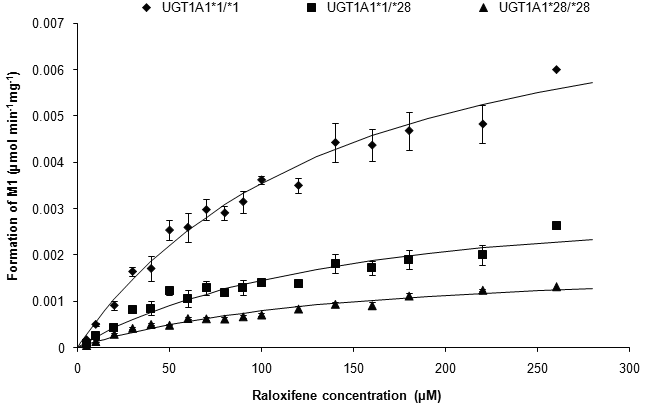 UGT1A1*1/*1 UGT1A1*1/*28 UGT1A1*28/*28
Formation of M1 (µmol min-1mg-1)
0.007
0.006
0.005
0.004
0.003
0.002
0.001
0
0 50 100 150 200 250 300
Raloxifene concentration (µM)